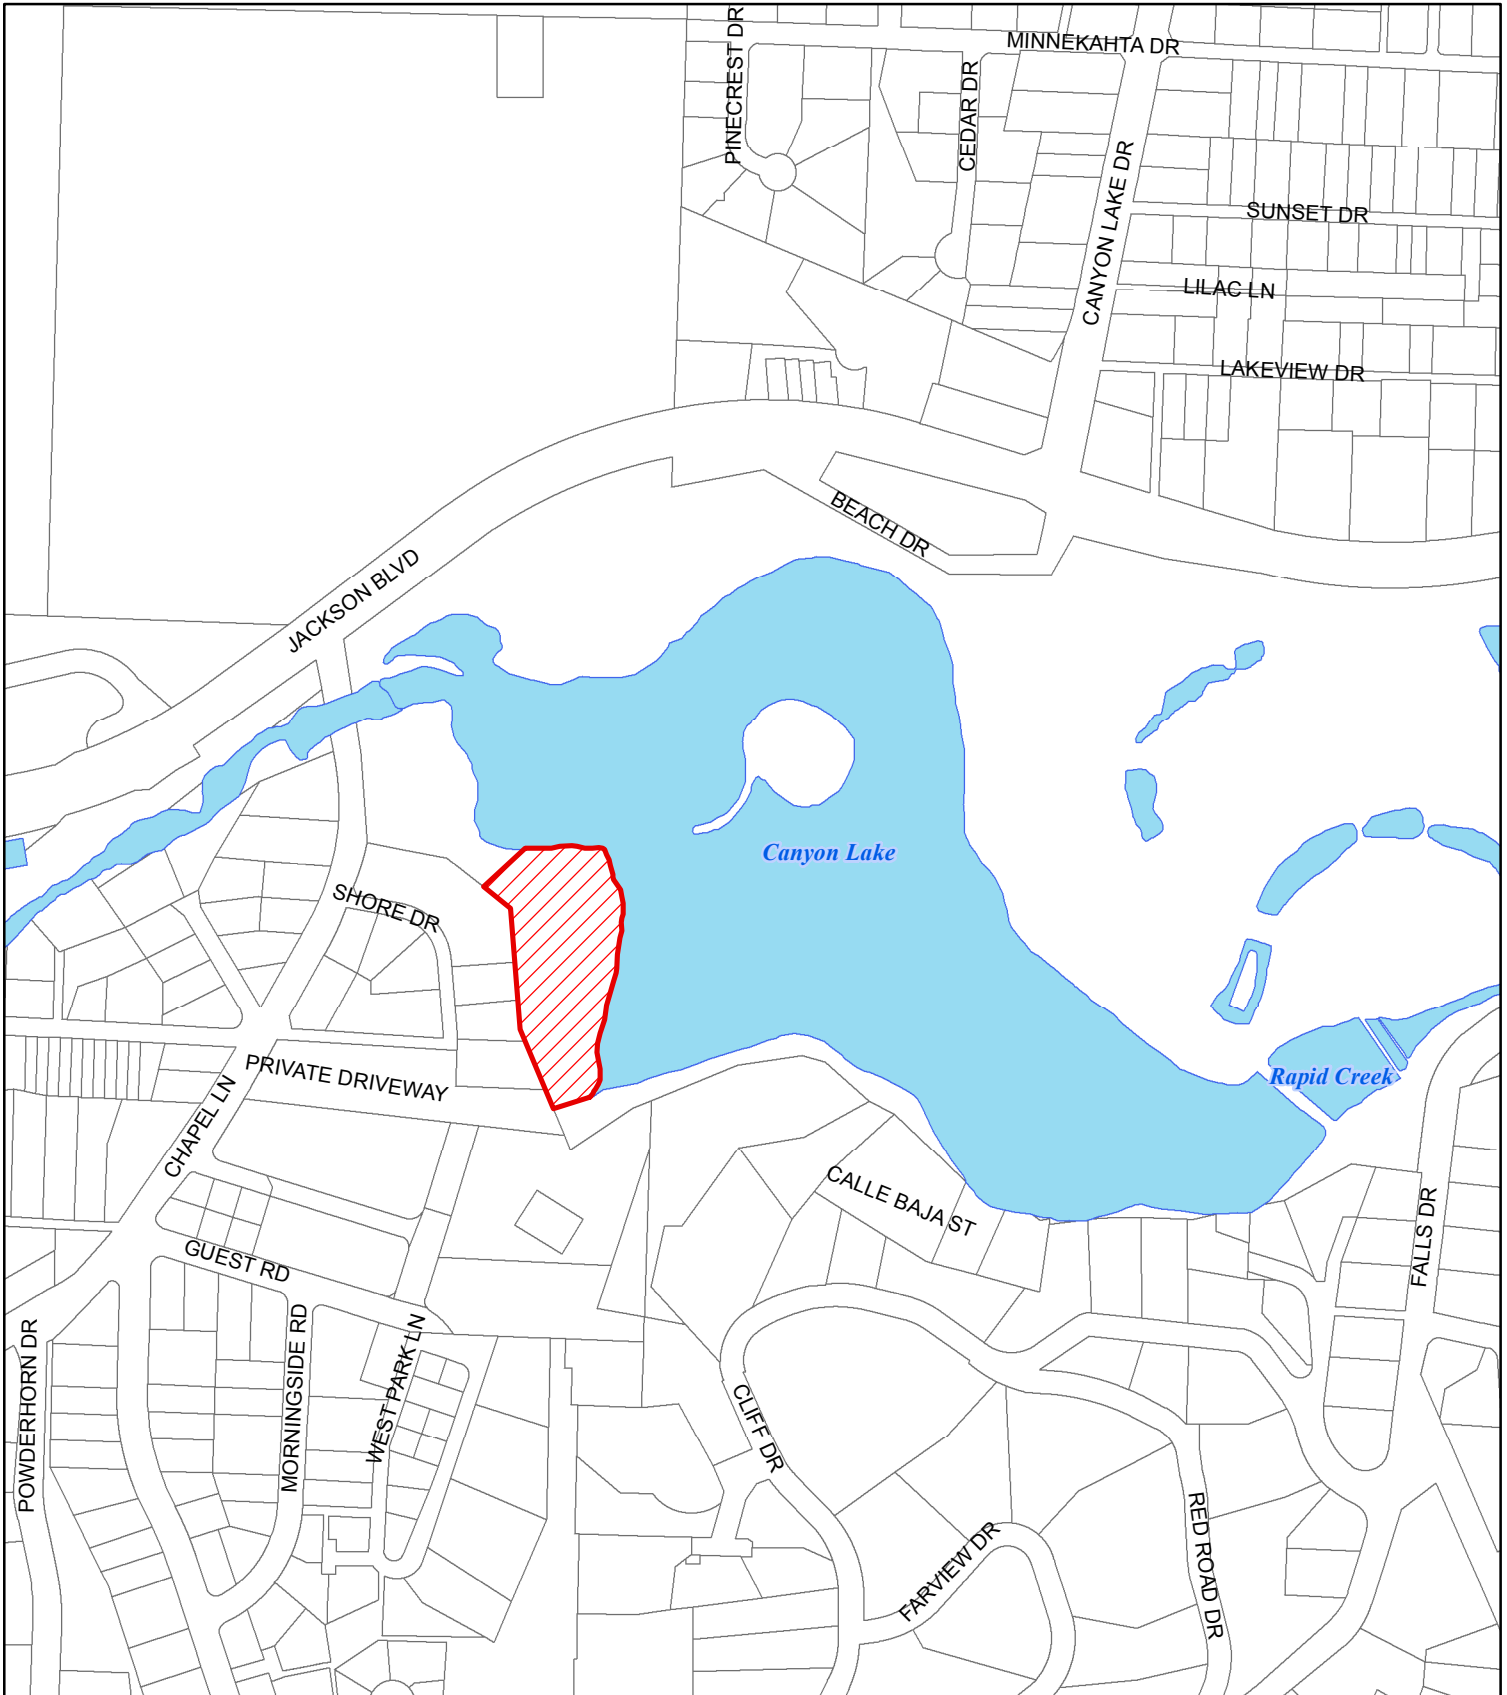 PINECREST DR
MINNEKAHTA DR
CEDAR DR
CANYON LAKE DR
SUNSET DR
LILAC LN
LAKEVIEW DR
BEACH DR
JACKSON BLVD
Canyon Lake
SHORE DR
Rapid Creek
PRIVATE DRIVEWAY
CHAPEL LN
CALLE BAJA ST
FALLS DR
GUEST RD
MORNINGSIDE RD
WEST PARK LN
POWDERHORN DR
CLIFF DR
RED ROAD DR
FARVIEW DR